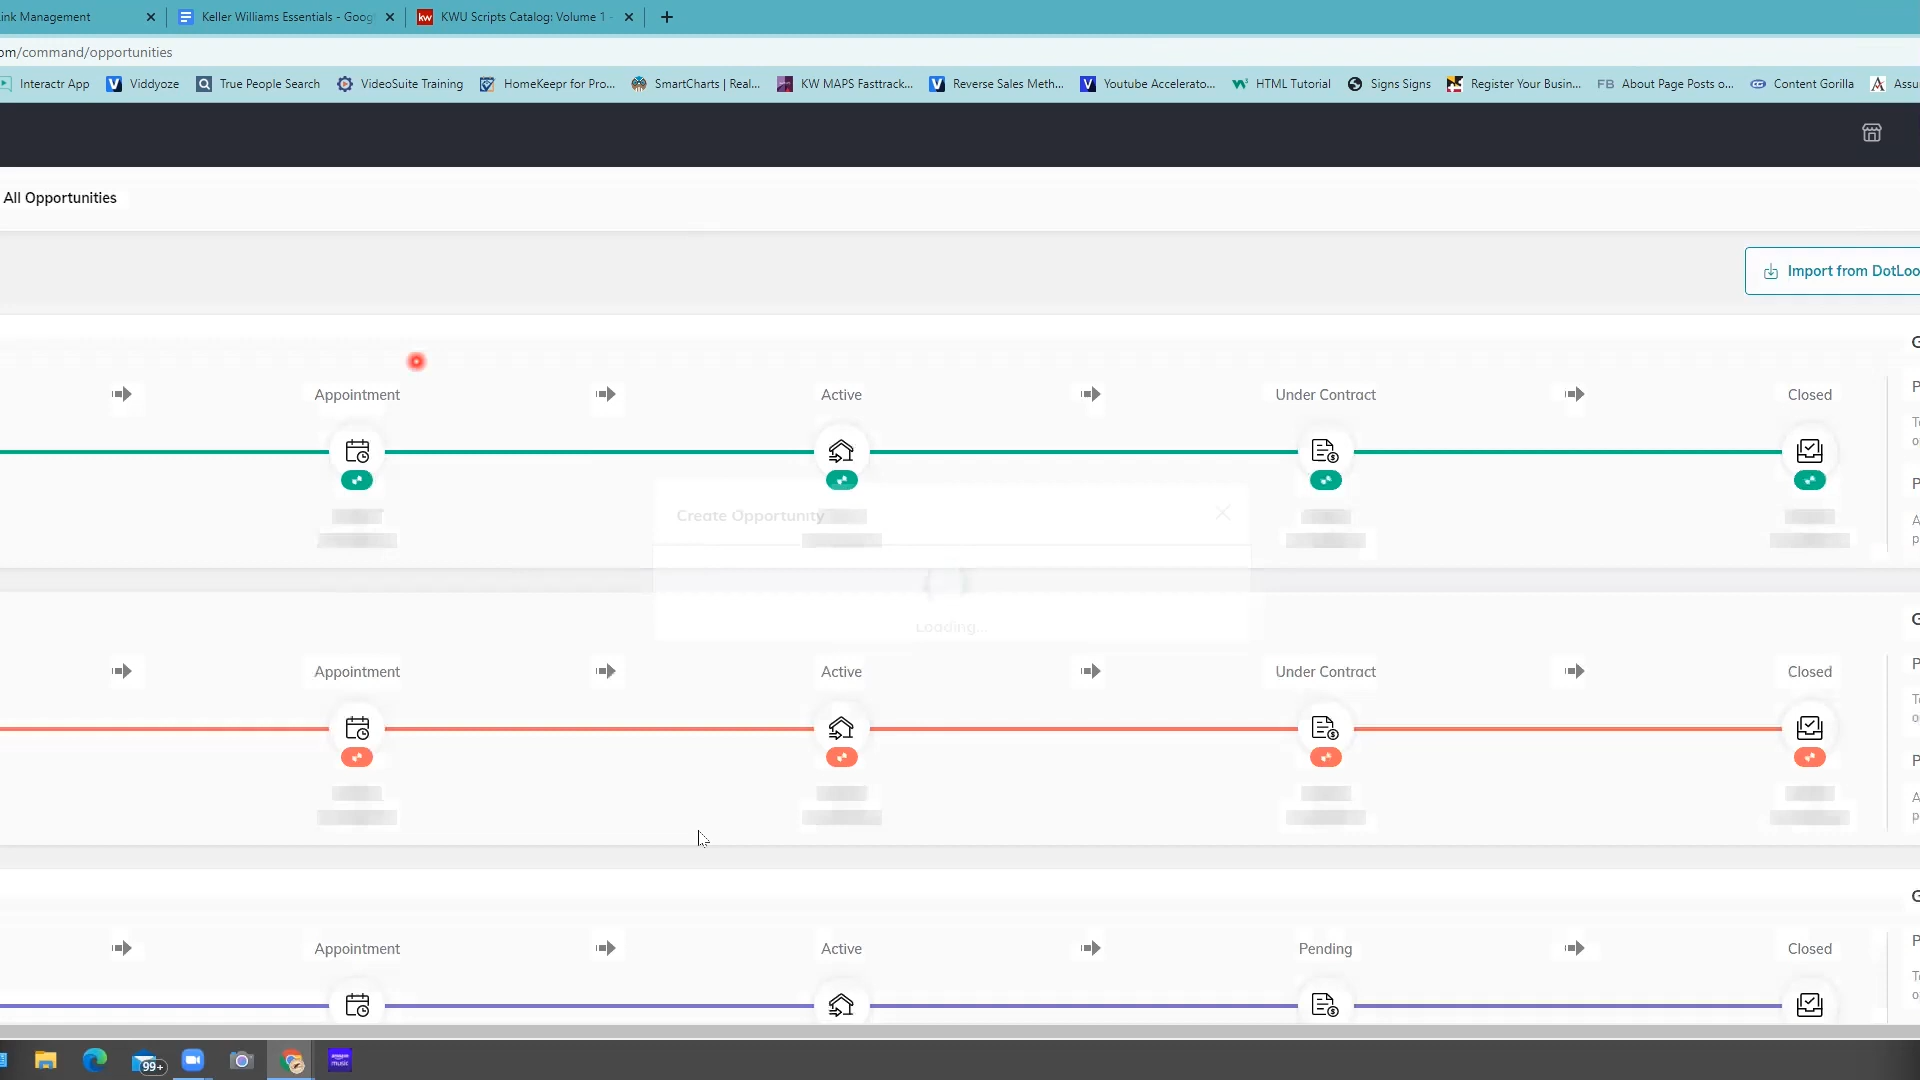 ink Management
Keller Williams Essentials - Goog
KWU Scripts Catalog: Volume 1 -
om/command/opportunities
Interactr App
Viddyoze
True People Search
VideoSuite Training
HomeKeepr for Pro...
SmartCharts | Real...
KW MAPS Fasttrack...
Reverse Sales Meth...
Youtube Accelerato...
HTML Tutorial
Signs Signs
Register Your Busin...
FB About Page Posts o...
Content Gorilla
Assu
All Opportunities
Import from DotLoo
Appointment
Active
Under Contract
Closed
Create Opportunity
Loading...
Appointment
Active
Under Contract
Closed
Appointment
Active
Pending
Closed
99+